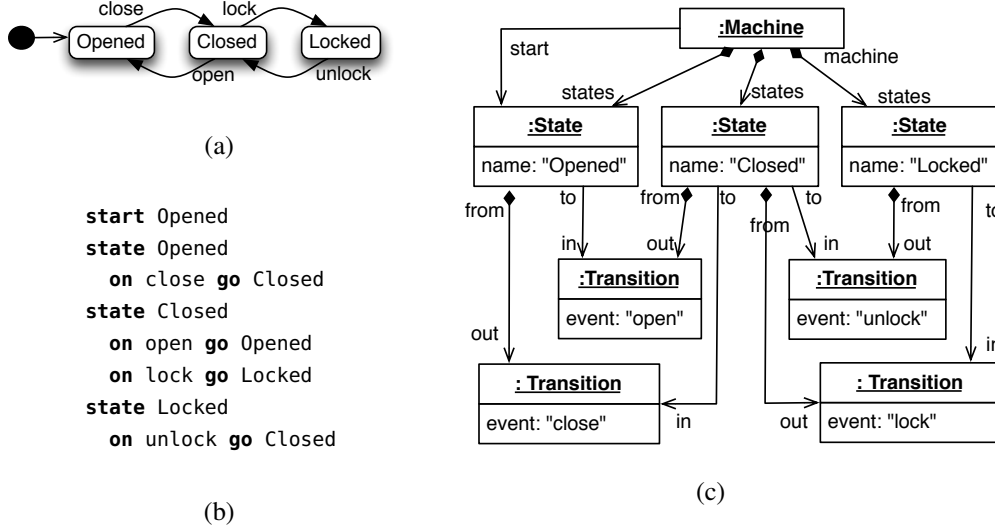 close
lock
Opened
Closed
Locked
open
unlock
(a)
start Opened
state Opened
on close go Closed
state Closed
on open go Opened
on lock go Locked
state Locked
on unlock go Closed
(b)
:Machine
start
machine
states
states
states
:State
:State
:State
name: "Opened"
name: "Closed"
name: "Locked"
from
to
from
to
from
to
from
to
in
out
in
out
:Transition
:Transition
event: "open"
event: "unlock"
out
in
: Transition
: Transition
event: "close"
in
out
event: "lock"
(c)